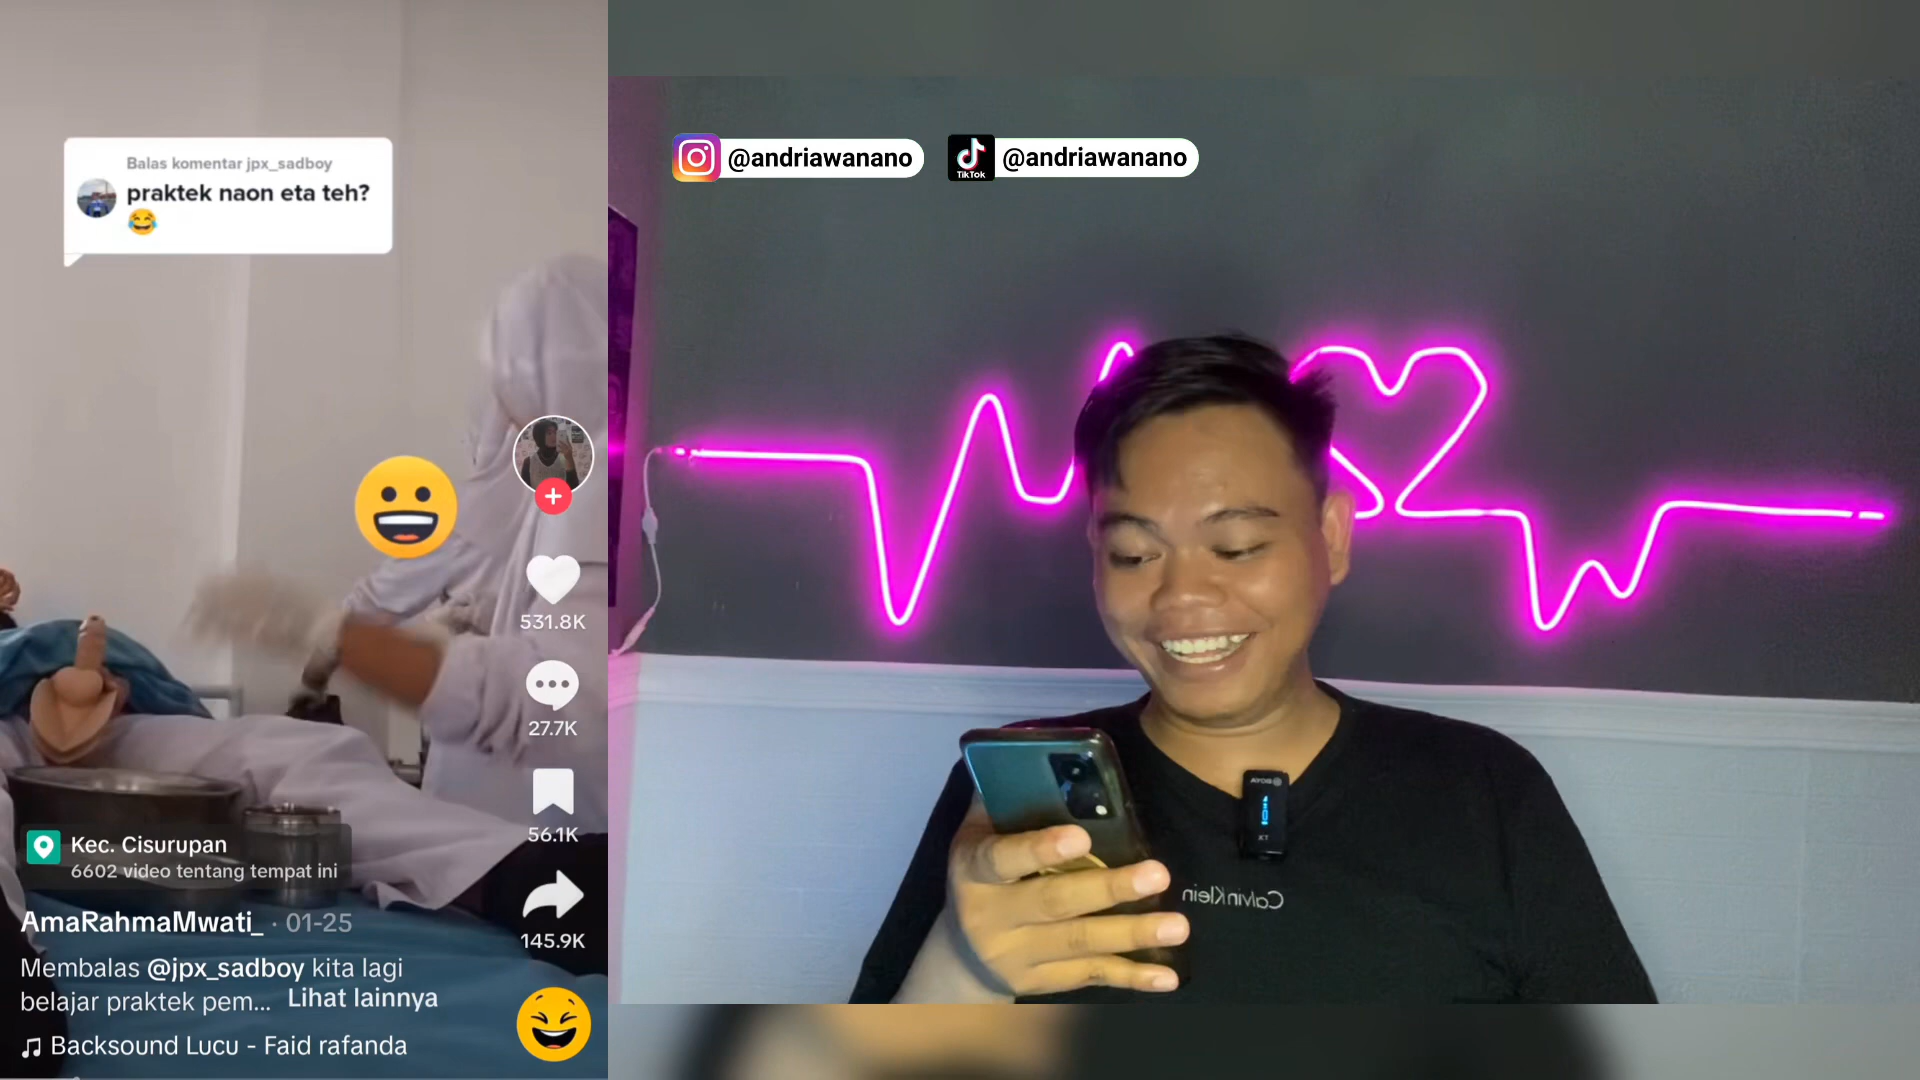 Balas komentar jpx_sadboy
praktek naon eta teh?
😂
531.8K
27.7K
56.1K
145.9K
Kec. Cisurupan
6602 video tentang tempat ini
AmaRahmaMwati_ · 01-25
Membalas @jpx_sadboy kita lagi
belajar praktek pem... Lihat lainnya
Backsound Lucu - Faid rafanda
@andriawanano
TikTok
@andriawanano
BOYA
Calvin Klein